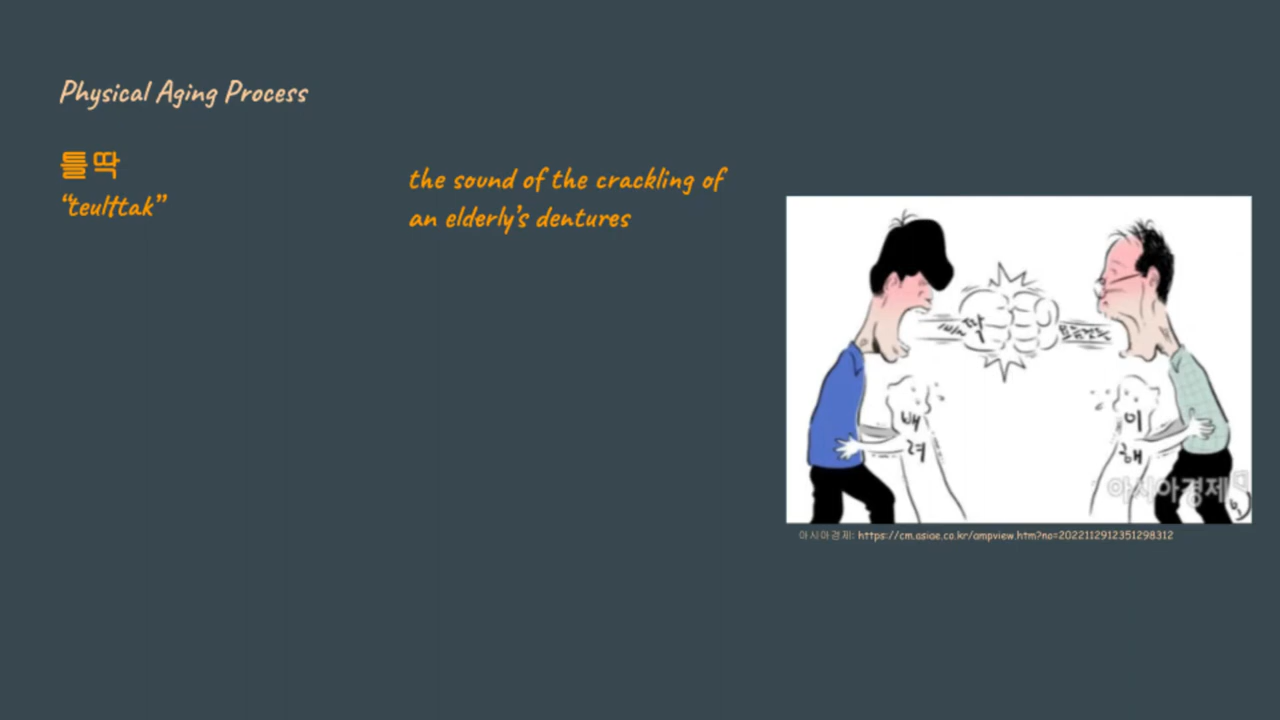 Physical Aging Process
틀딱
“teulttak”
the sound of the crackling of
an elderly’s dentures
배
려
이
해
아시아경제
아시아경제: https://cm.asiae.co.kr/ampview.htm?no=2022112912351298312